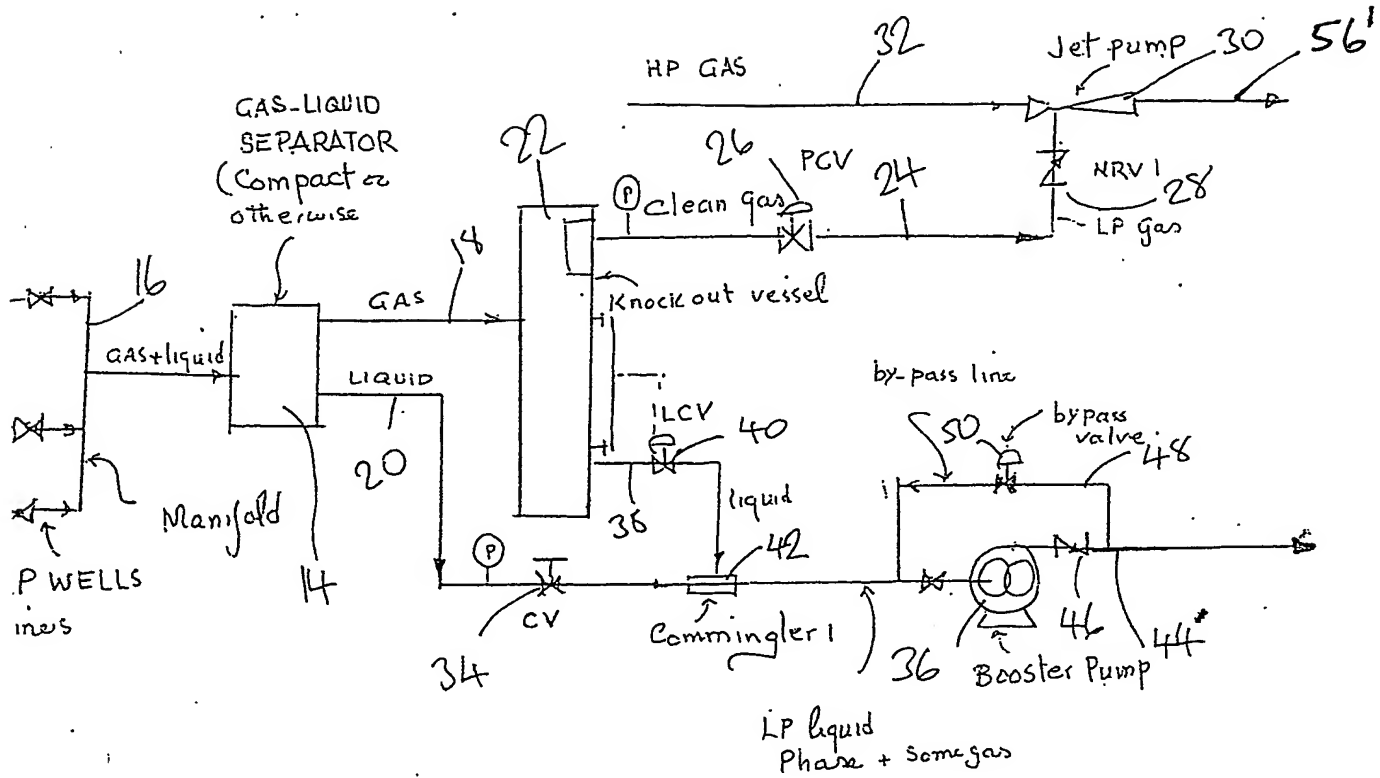 32
Jet pump
30
56'
HP GAS
GAS-LIQUID
SEPARATOR
(Compact or
otherwise
22
26
PCV
24
NRV 1
28
P
Clean gas
LP gas
16
18
GAS
Knock out vessel
GAS+liquid
LIQUID
by-pass line
LCV
40
50
bypass
valve
48
20
38
liquid
Manifold
14
P
42
P WELLS
ines
CV
Commingler 1
34
36
46
44"
Booster Pump
LP liquid
Phase + some gas